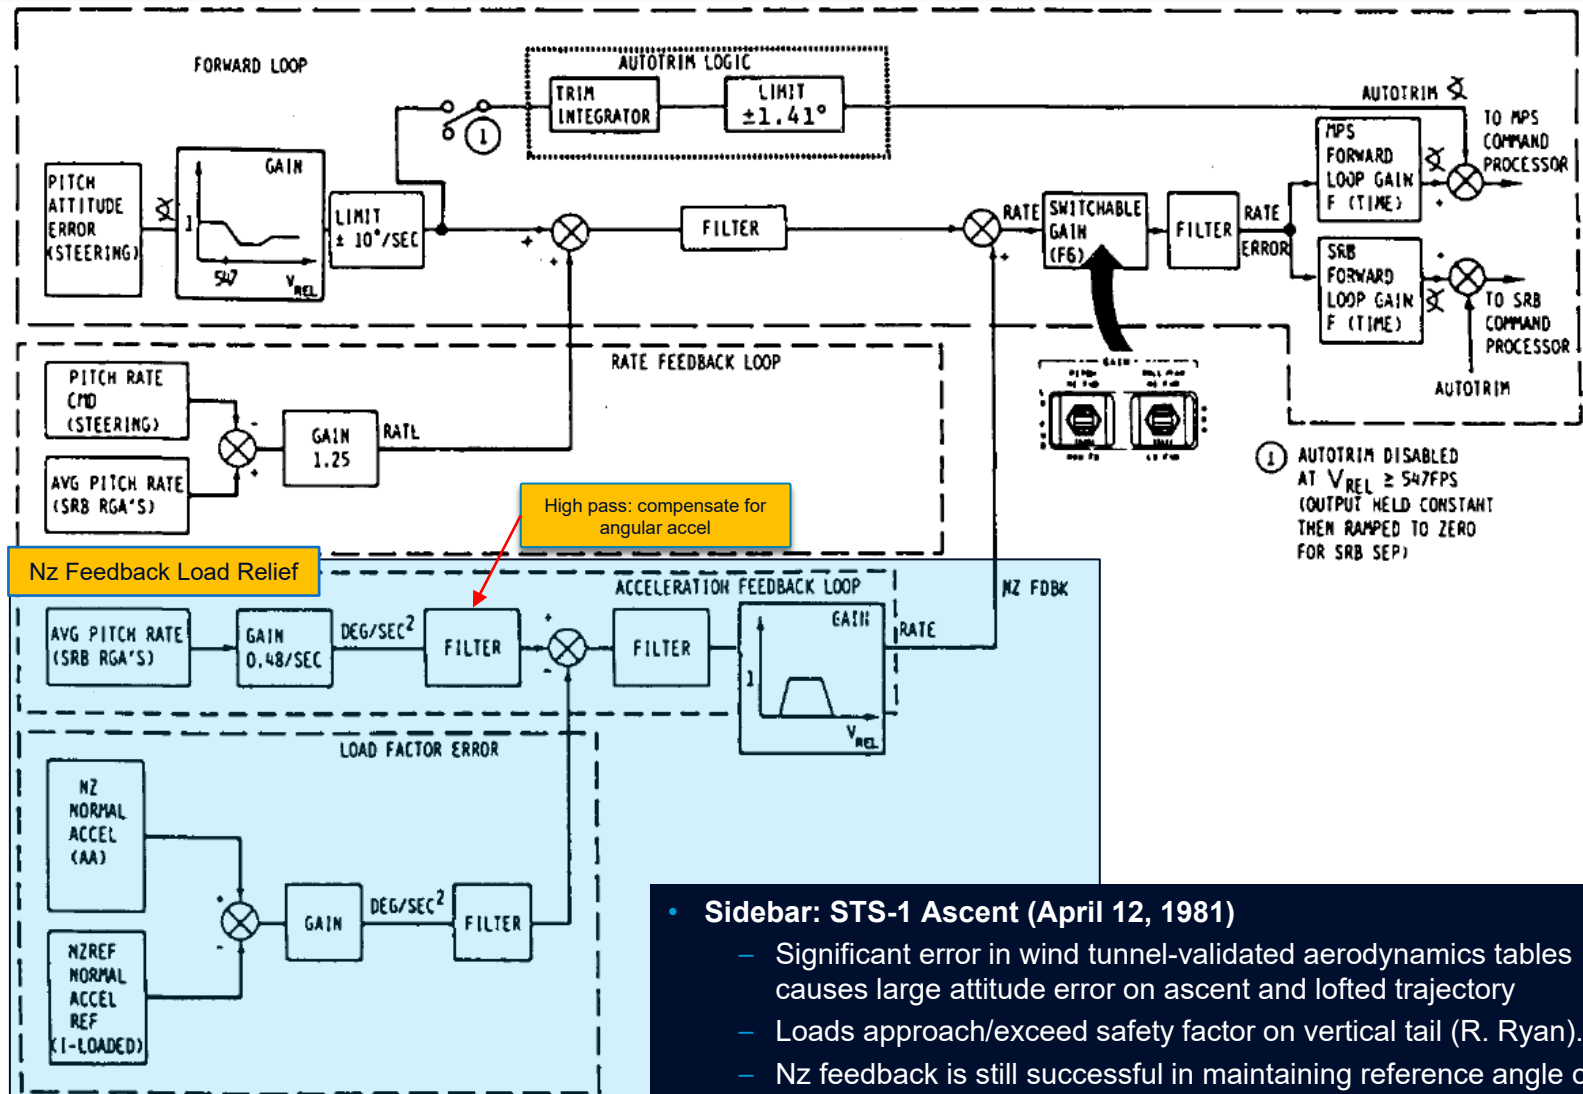 FORWARD LOOP
AUTOTRIM LOGIC
TRIM
INTEGRATOR
LIMIT
±1.41°
AUTOTRIM
TO MPS
COMMAND
PROCESSOR
MPS
FORWARD
LOOP GAIN
F (TIME)
PITCH
ATTITUDE
ERROR
(STEERING)
GAIN
1
547
VREL
LIMIT
± 10°/SEC
1
+
+
FILTER
RATE
+
SWITCHABLE
GAIN
(F6)
FILTER
RATE
ERROR
+
SRB
FORWARD
LOOP GAIN
F (TIME)
TO SRB
COMMAND
PROCESSOR
AUTOTRIM
RATE FEEDBACK LOOP
PITCH RATE
CMD
(STEERING)
-
+
AVG PITCH RATE
(SRB RGA'S)
GAIN
1.25
RATE
GAIN
PITCH
1 AUTOTRIM DISABLED
AT VREL ≥ 547FPS
(OUTPUT HELD CONSTANT
THEN RAMPED TO ZERO
FOR SRB SEP)
High pass: compensate for
angular accel
Nz Feedback Load Relief
ACCELERATION FEEDBACK LOOP
NZ FDBK
AVG PITCH RATE
(SRB RGA'S)
GAIN
0.48/SEC
DEG/SEC²
FILTER
+
-
FILTER
GAIN
1
VREL
RATE
LOAD FACTOR ERROR
NZ
NORMAL
ACCEL
(AA)
+
-
NZREF
NORMAL
ACCEL
REF
(I-LOADED)
GAIN
DEG/SEC²
FILTER
• Sidebar: STS-1 Ascent (April 12, 1981)
– Significant error in wind tunnel-validated aerodynamics tables
causes large attitude error on ascent and lofted trajectory
– Loads approach/exceed safety factor on vertical tail (R. Ryan).
– Nz feedback is still successful in maintaining reference angle